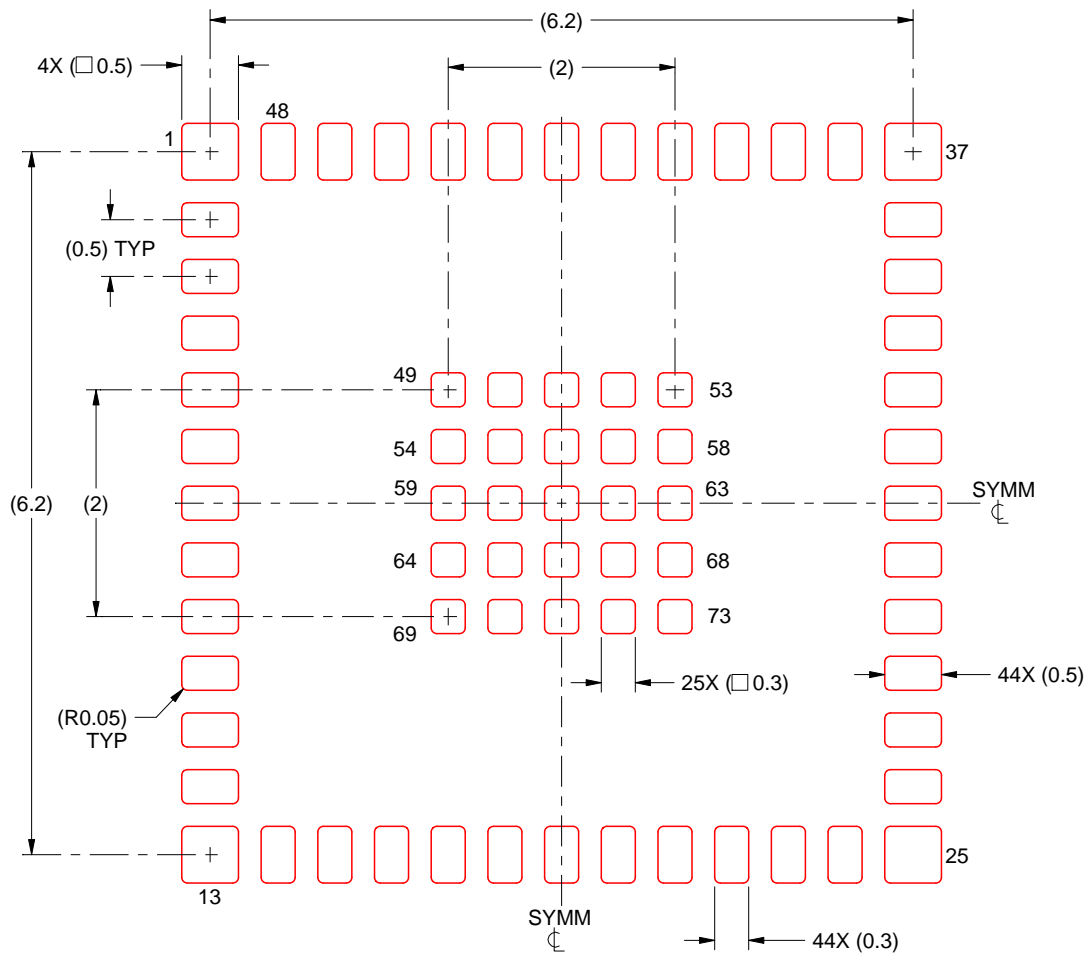 (6.2)
4X (□ 0.5)
(2)
48
1
37
(0.5) TYP
49
53
54
58
59
63
SYMM
℄
(6.2)
(2)
64
68
69
73
25X (□ 0.3)
44X (0.5)
(R0.05)
TYP
25
13
SYMM
℄
44X (0.3)